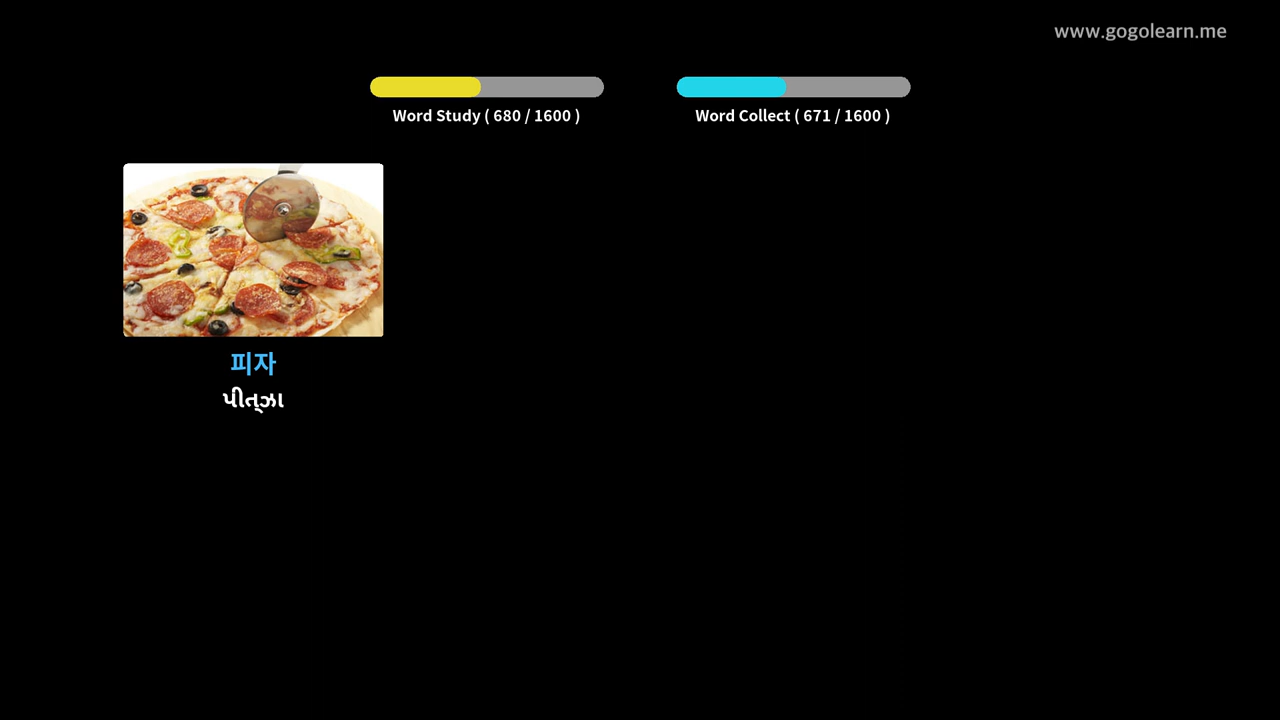 www.gogolearn.me
Word Study ( 680 / 1600 )
Word Collect ( 671 / 1600 )
피자
પીત્ઝા